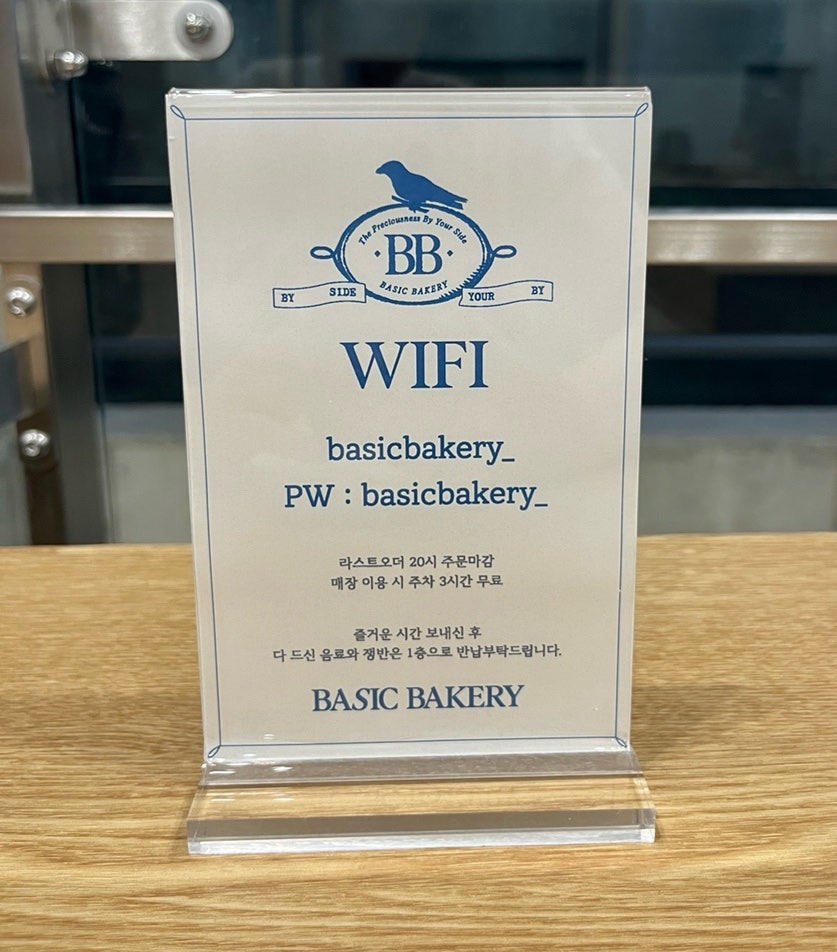 The Preciousness By Your Side
·BB·
BASIC BAKERY
BY SIDE YOUR BY
WIFI
basicbakery_
PW : basicbakery_
라스트오더 20시 주문마감
매장 이용 시 주차 3시간 무료
즐거운 시간 보내신 후
다 드신 음료와 쟁반은 1층으로 반납부탁드립니다.
BASIC BAKERY